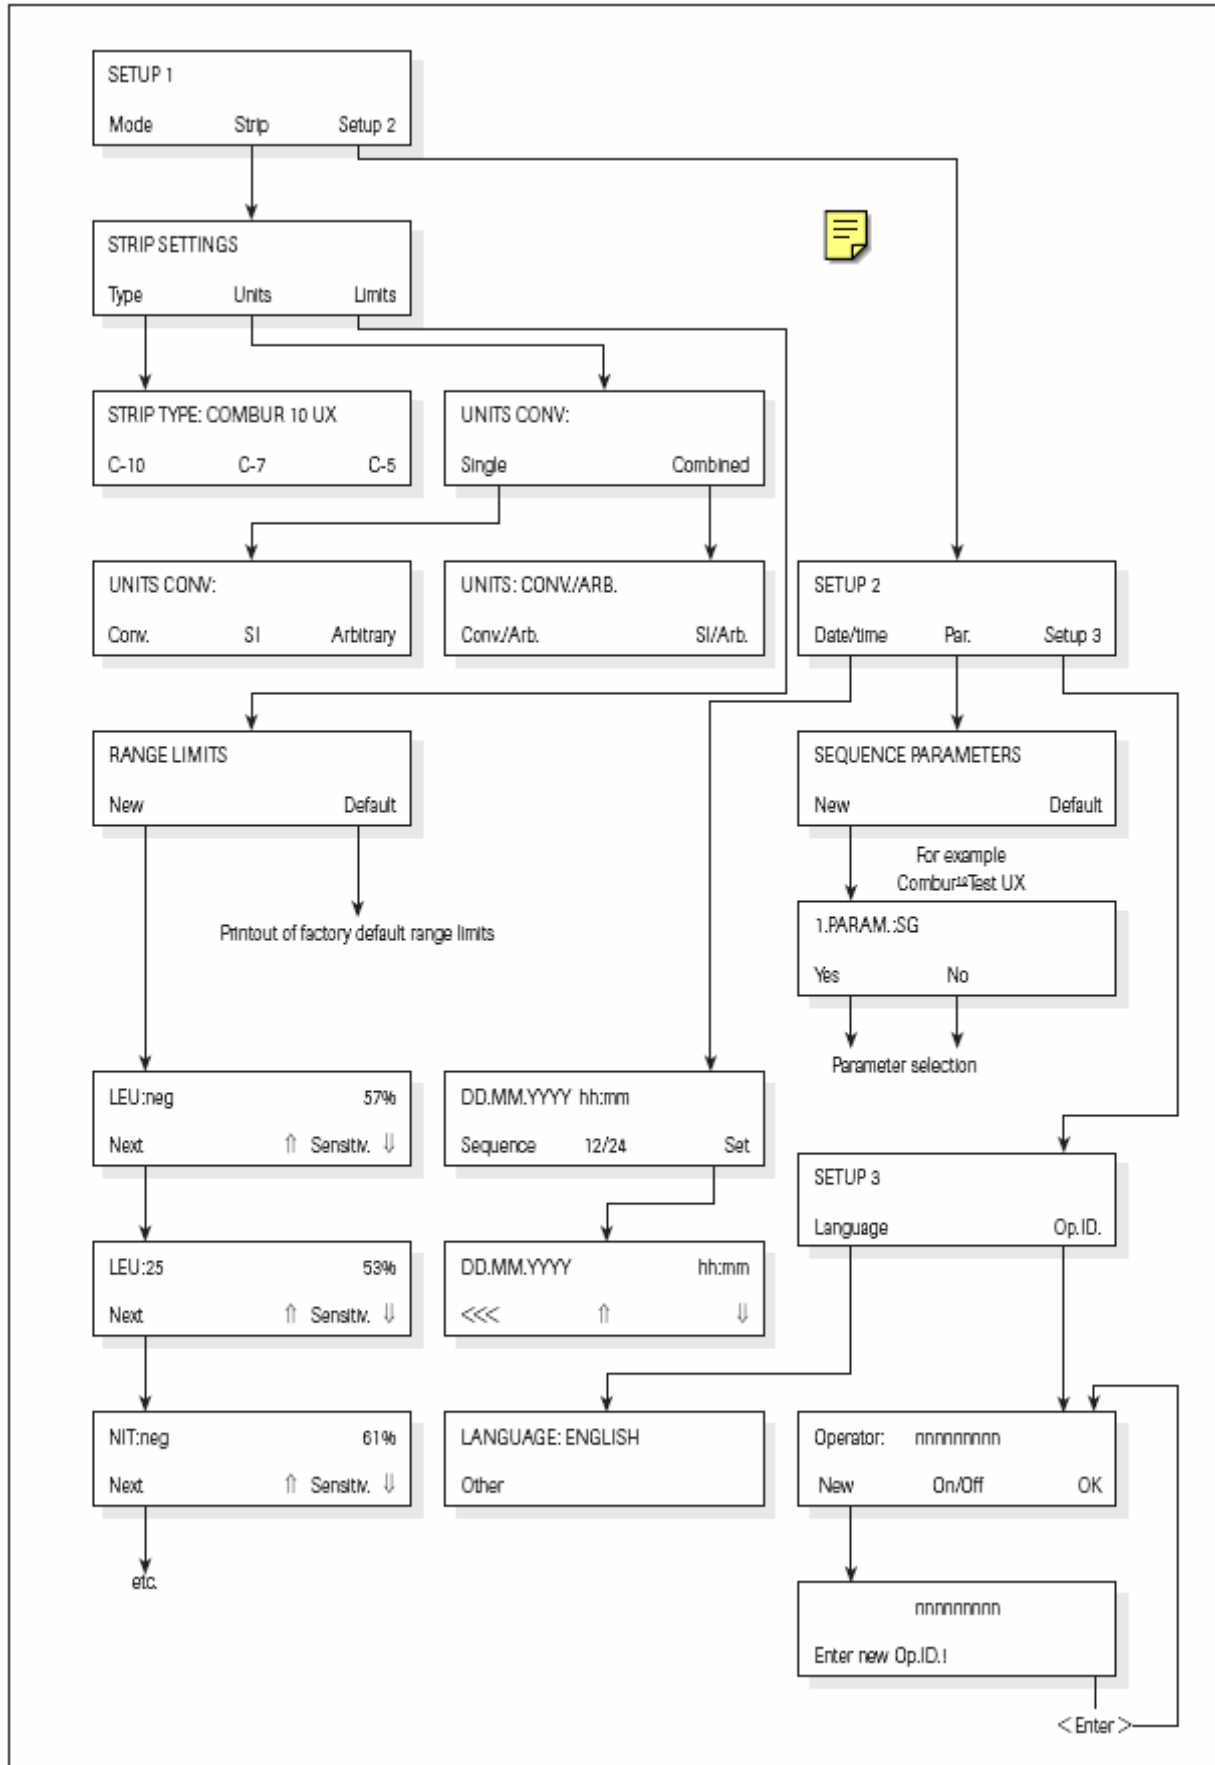 SETUP 1
Mode Strip Setup 2
STRIP SETTINGS
Type Units Limits
STRIP TYPE: COMBUR 10 UX
C-10 C-7 C-5
UNITS CONV:
Single Combined
UNITS CONV:
Conv. SI Arbitrary
UNITS: CONV./ARB.
Conv./Arb. SI/Arb.
SETUP 2
Date/time Par. Setup 3
RANGE LIMITS
New Default
Printout of factory default range limits
SEQUENCE PARAMETERS
New Default
For example
Combur¹⁰Test UX
1.PARAM.:SG
Yes No
Parameter selection
LEU:neg 57%
Next ⇑ Sensitiv. ⇓
DD.MM.YYYY hh:mm
Sequence 12/24 Set
SETUP 3
Language Op.ID.
LEU:25 53%
Next ⇑ Sensitiv. ⇓
DD.MM.YYYY hh:mm
<<< ⇑ ⇓
NIT:neg 61%
Next ⇑ Sensitiv. ⇓
etc.
LANGUAGE: ENGLISH
Other
Operator: nnnnnnnnn
New On/Off OK
nnnnnnnnn
Enter new Op.ID.!
<Enter>